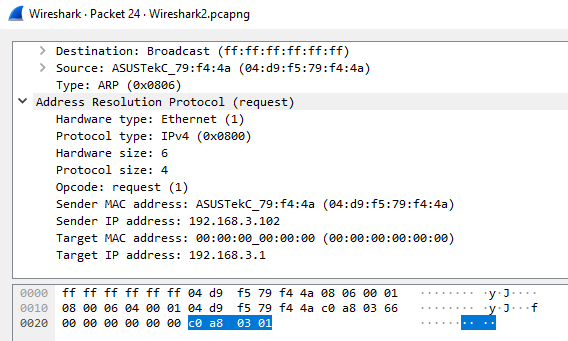 Wireshark · Packet 24 · Wireshark2.pcapng
> Destination: Broadcast (ff:ff:ff:ff:ff:ff)
> Source: ASUSTekC_79:f4:4a (04:d9:f5:79:f4:4a)
Type: ARP (0x0806)
Address Resolution Protocol (request)
Hardware type: Ethernet (1)
Protocol type: IPv4 (0x0800)
Hardware size: 6
Protocol size: 4
Opcode: request (1)
Sender MAC address: ASUSTekC_79:f4:4a (04:d9:f5:79:f4:4a)
Sender IP address: 192.168.3.102
Target MAC address: 00:00:00_00:00:00 (00:00:00:00:00:00)
Target IP address: 192.168.3.1
0000 ff ff ff ff ff ff 04 d9 f5 79 f4 4a 08 06 00 01 ········ ·y·J····
0010 08 00 06 04 00 01 04 d9 f5 79 f4 4a c0 a8 03 66 ········ ·y·J···f
0020 00 00 00 00 00 00 c0 a8 03 01 ········ ··